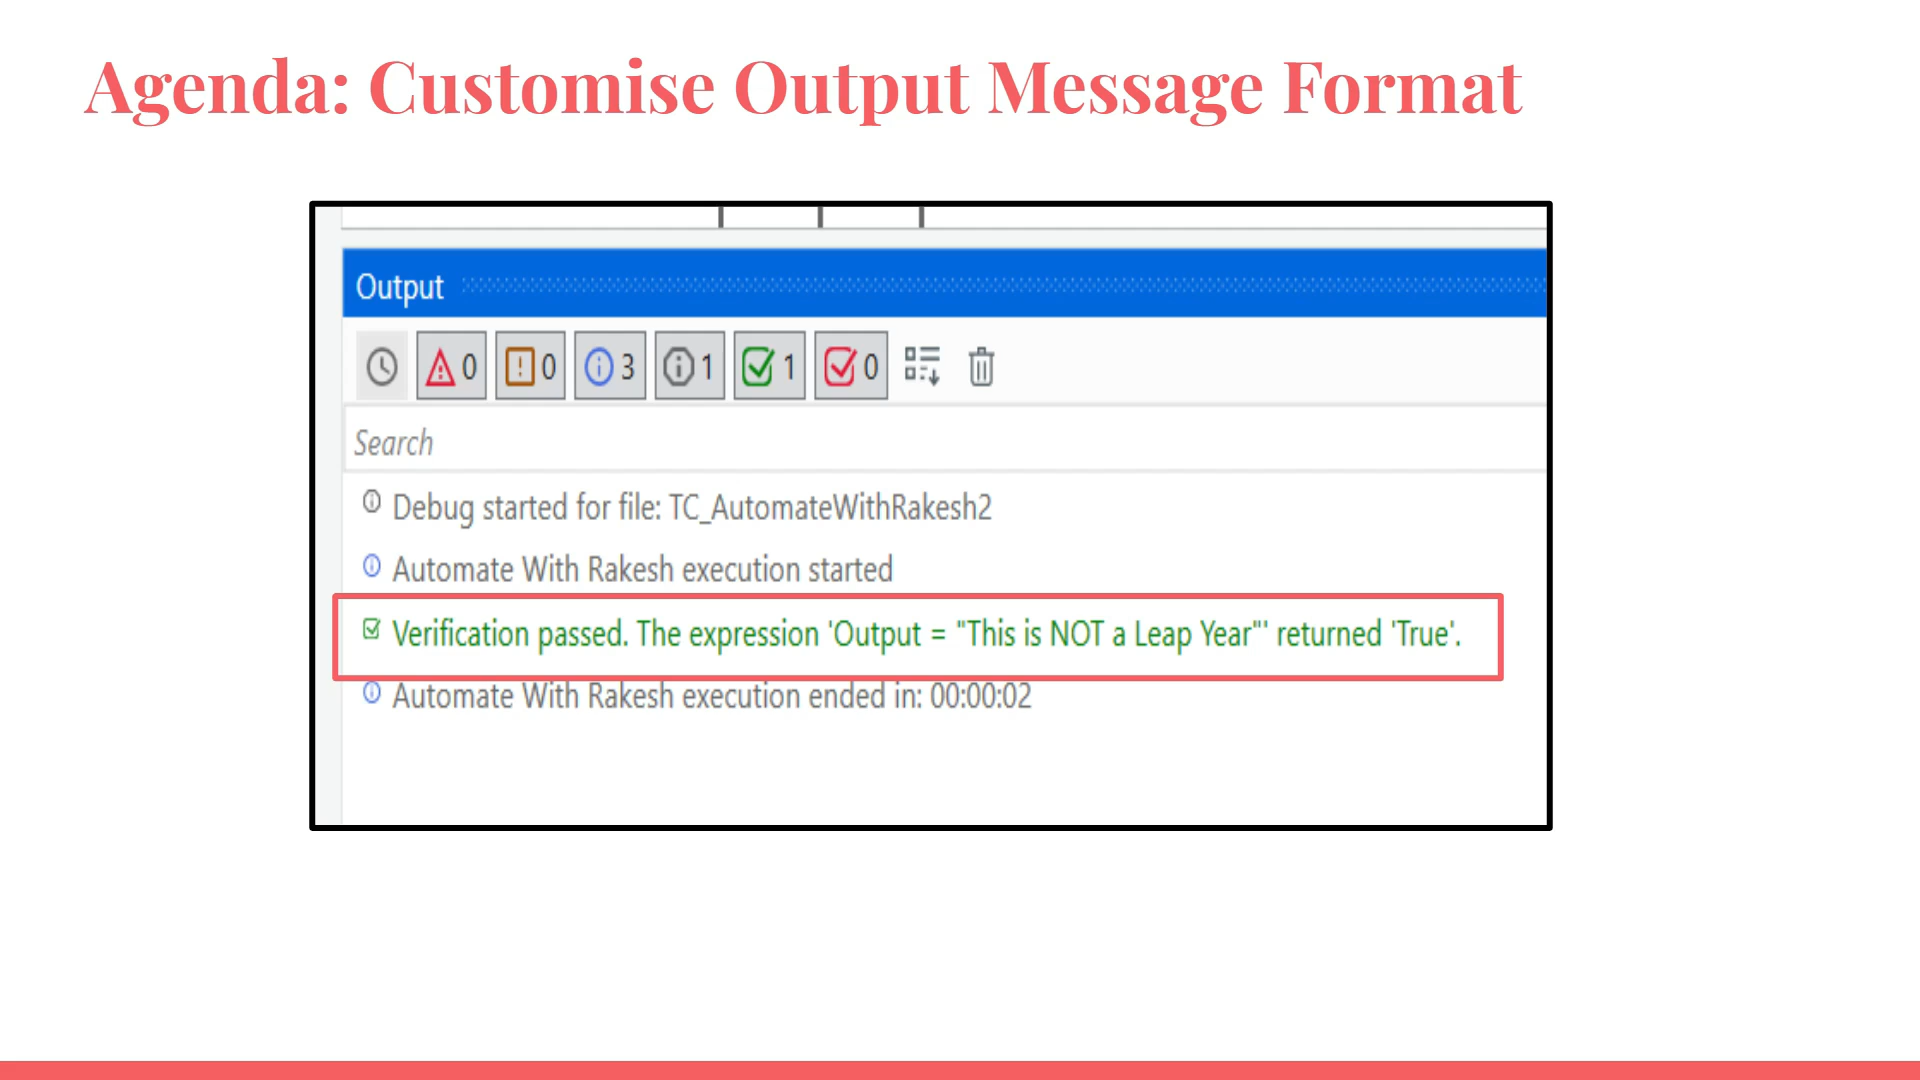 Agenda: Customise Output Message Format
Output
0 0 3 1 1 0
Search
Debug started for file: TC_AutomateWithRakesh2
Automate With Rakesh execution started
Verification passed. The expression 'Output = "This is NOT a Leap Year"' returned 'True'.
Automate With Rakesh execution ended in: 00:00:02